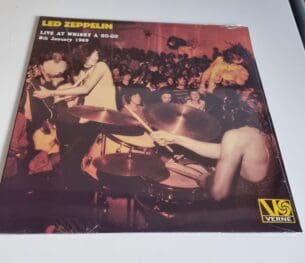 LED ZEPPELIN
LIVE AT WHISKY A GO-GO
5th January 1969
VERNE